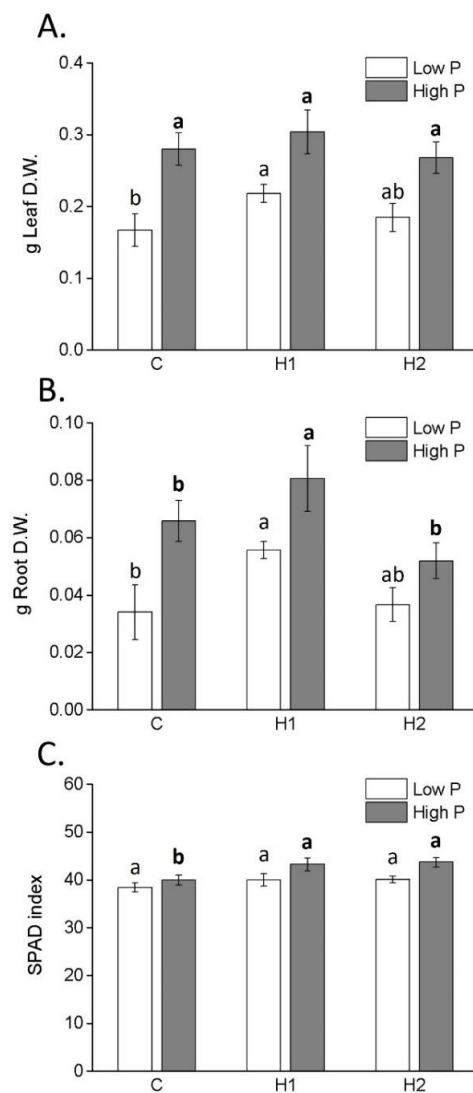 A.
0.4
0.3
0.2
0.1
0.0
g Leaf D.W.
Low P
High P
b
a
a
a
ab
a
C H1 H2
B.
0.10
0.08
0.06
0.04
0.02
0.00
g Root D.W.
Low P
High P
b
b
a
a
ab
b
C H1 H2
C.
60
50
40
30
20
10
0
SPAD index
Low P
High P
a
b
a
a
a
a
C H1 H2